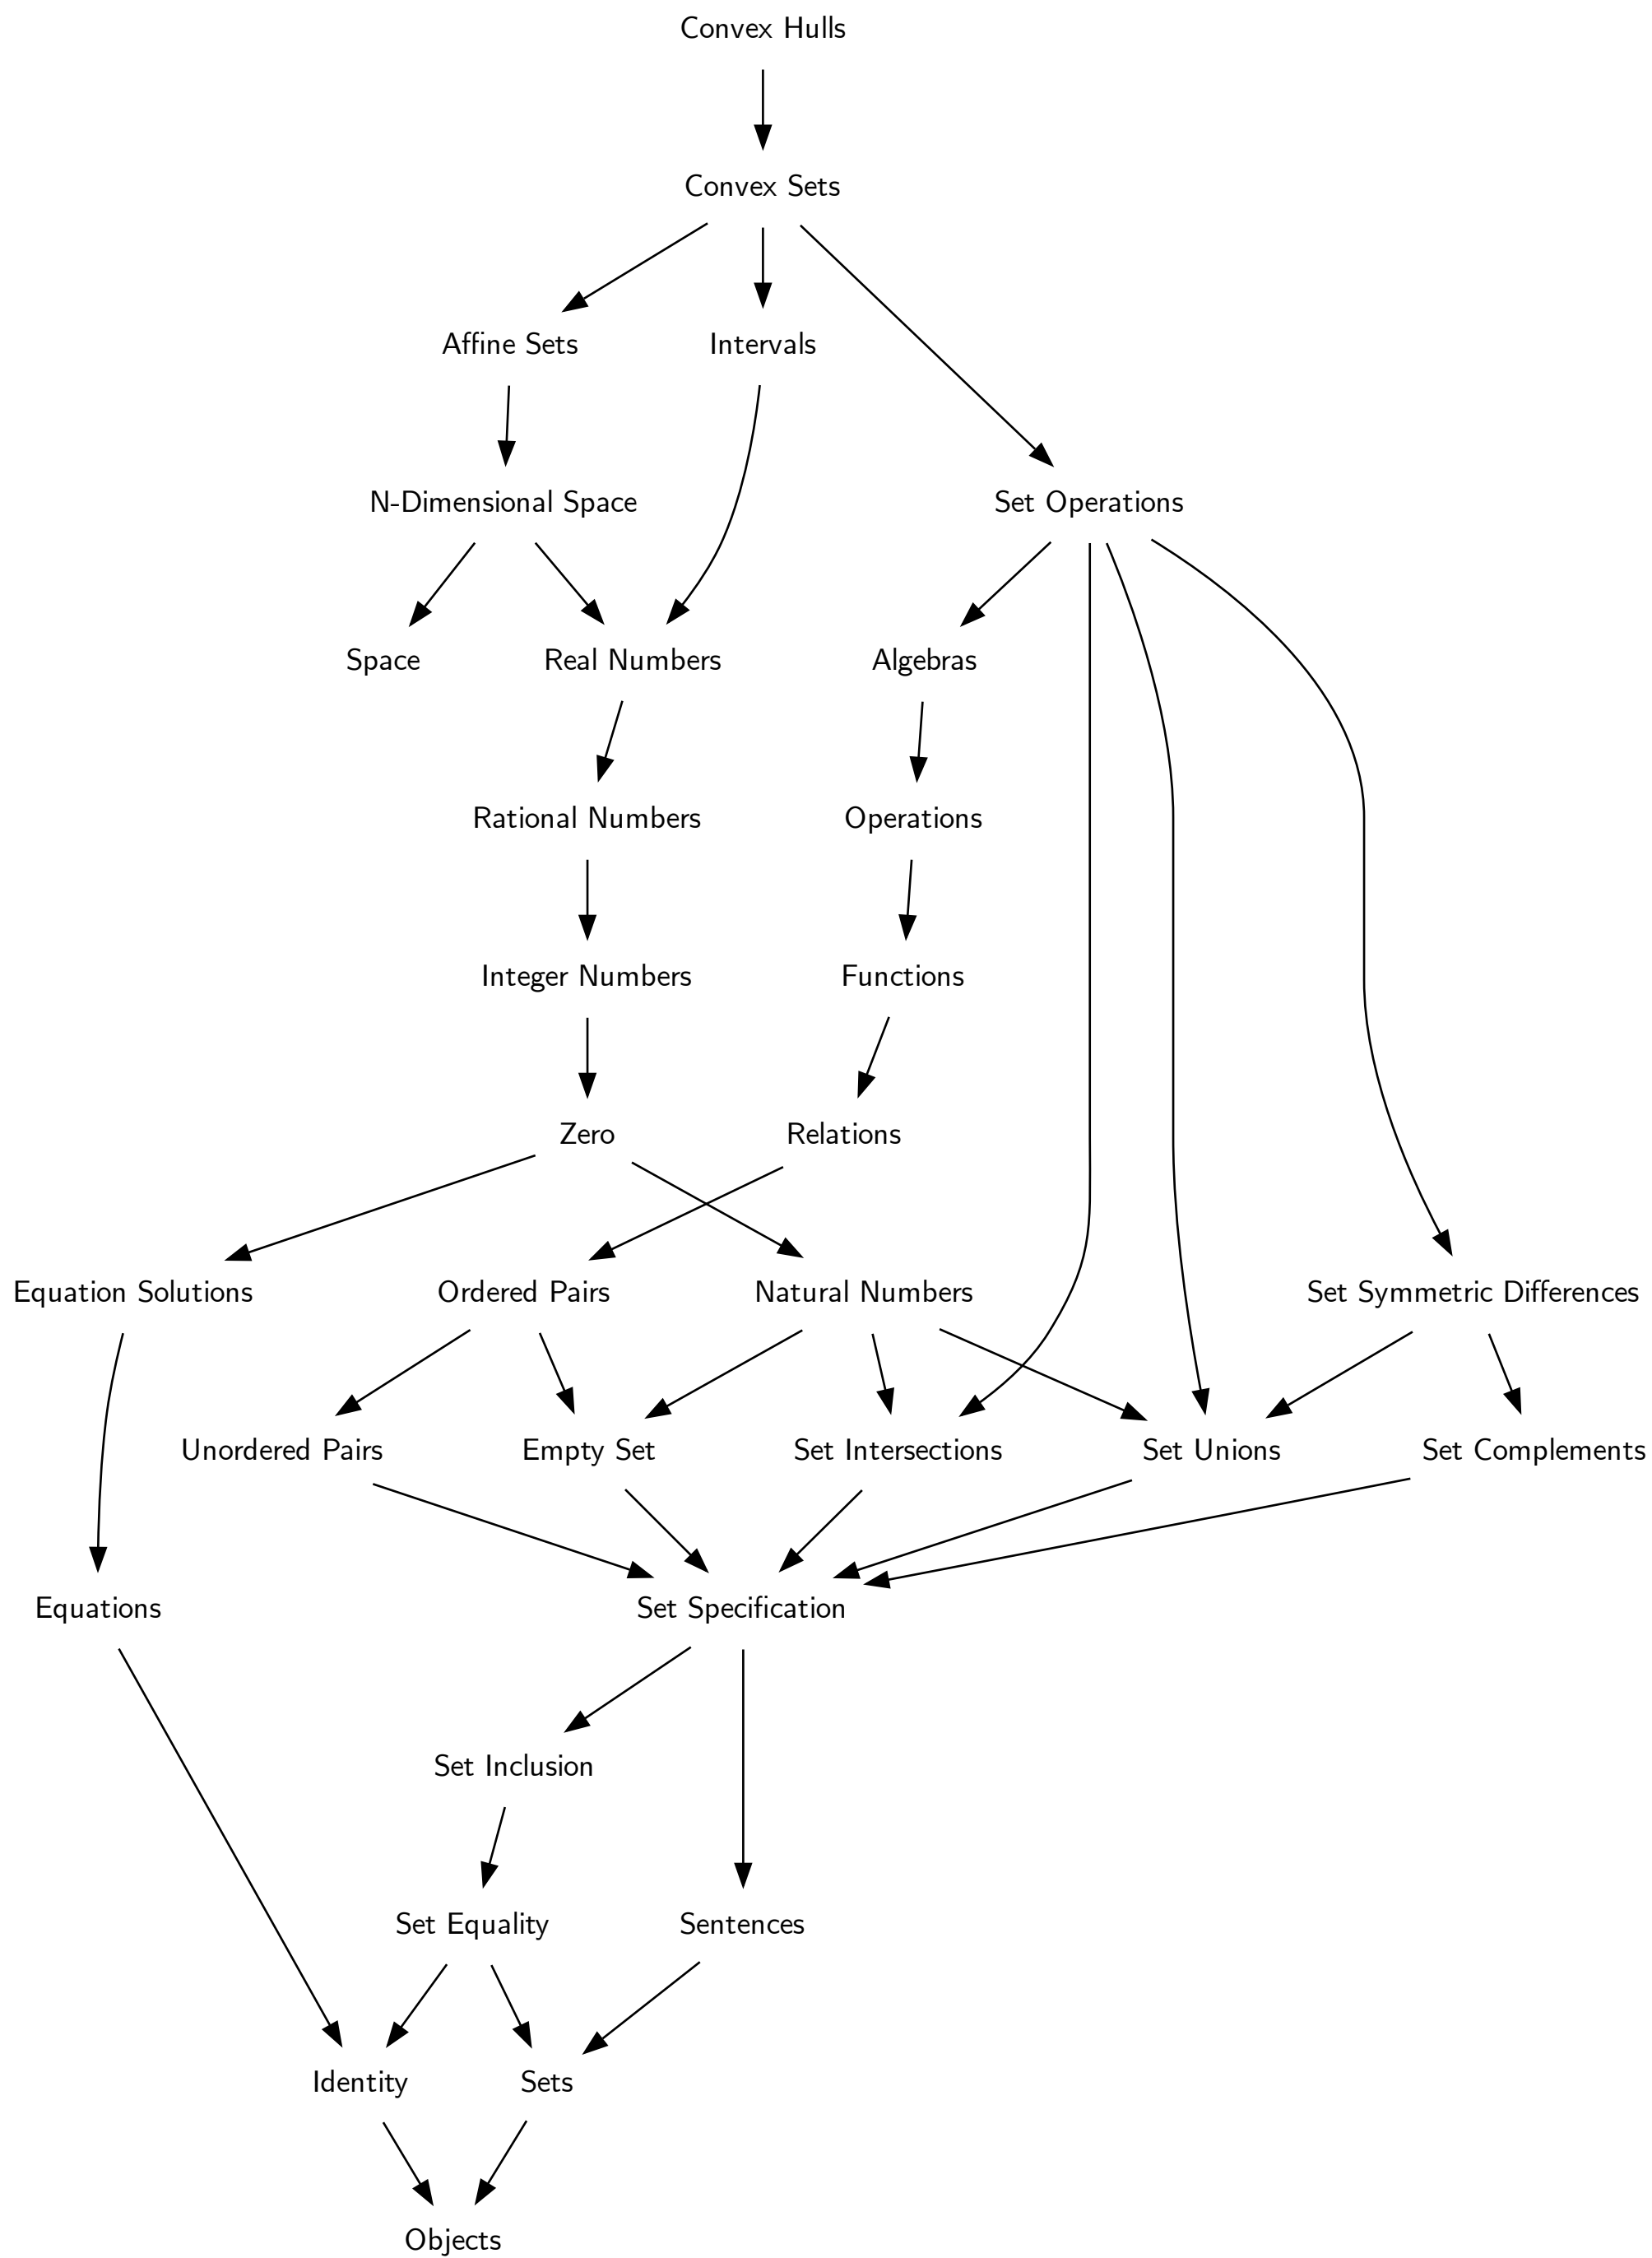 Convex Hulls
Convex Sets
Affine Sets
Intervals
N-Dimensional Space
Set Operations
Space
Real Numbers
Algebras
Rational Numbers
Operations
Integer Numbers
Functions
Zero
Relations
Equation Solutions
Ordered Pairs
Natural Numbers
Set Symmetric Differences
Unordered Pairs
Empty Set
Set Intersections
Set Unions
Set Complements
Equations
Set Specification
Set Inclusion
Set Equality
Sentences
Identity
Sets
Objects